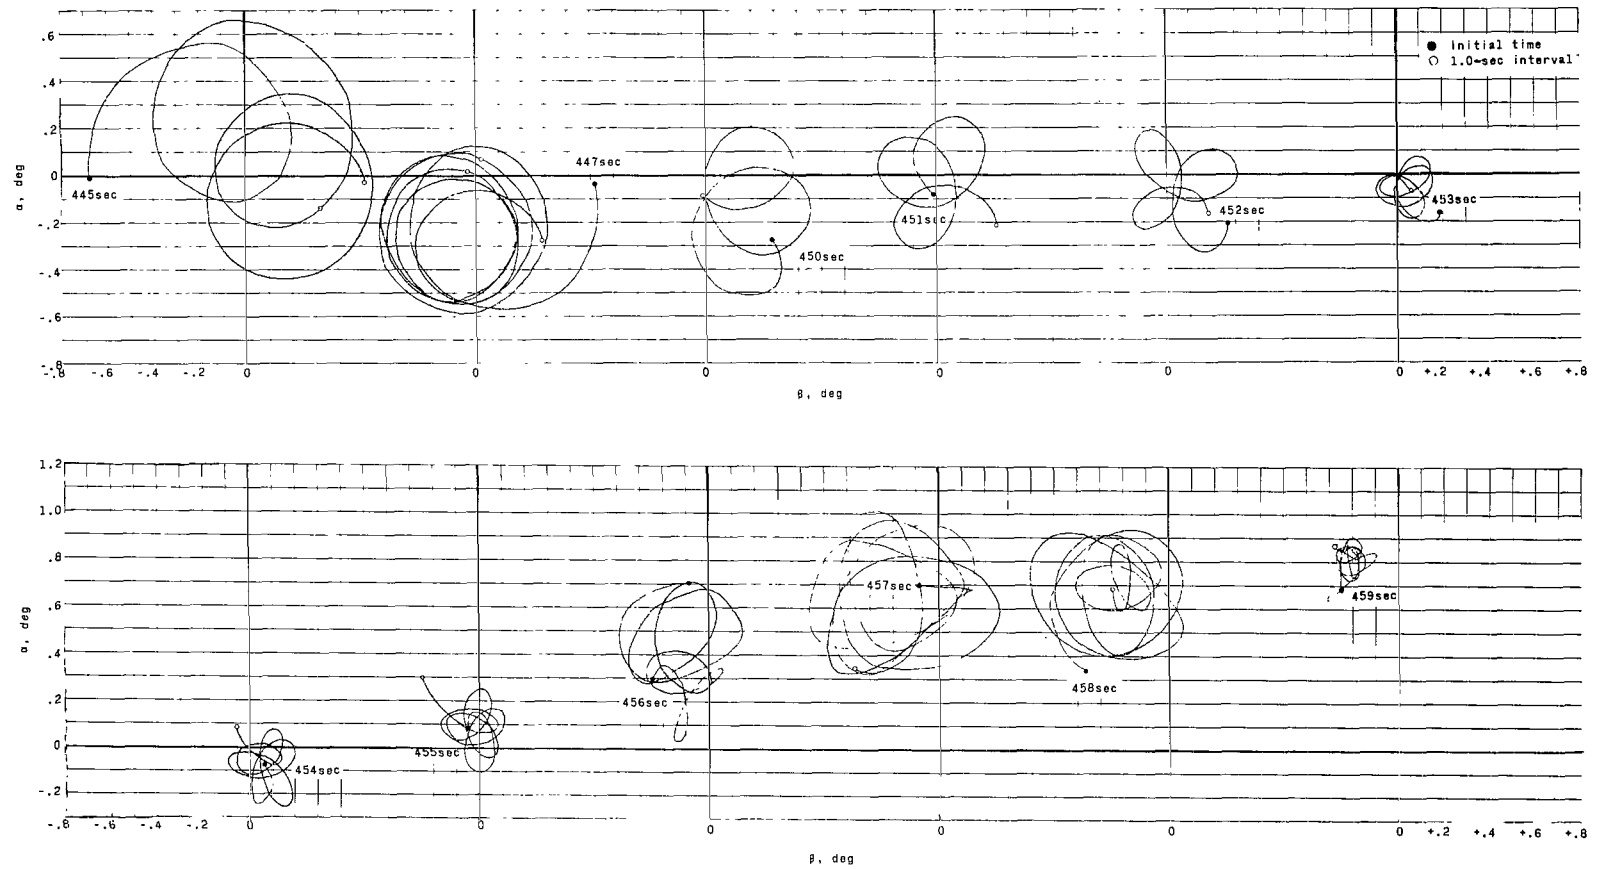 .6
initial time
1.0-sec interval
.4
.2
447sec
α, deg
0
445sec
451sec
452sec
453sec
-.2
450sec
-.4
-.6
-.8
-.8 -.6 -.4 -.2 0 0 0 0 0 0 +.2 +.4 +.6 +.8
β, deg
1.2
1.0
.8
457sec
459sec
α, deg
.6
.4
458sec
456sec
.2
0
455sec
454sec
-.2
-.8 -.6 -.4 -.2 0 0 0 0 0 0 +.2 +.4 +.6 +.8
β, deg